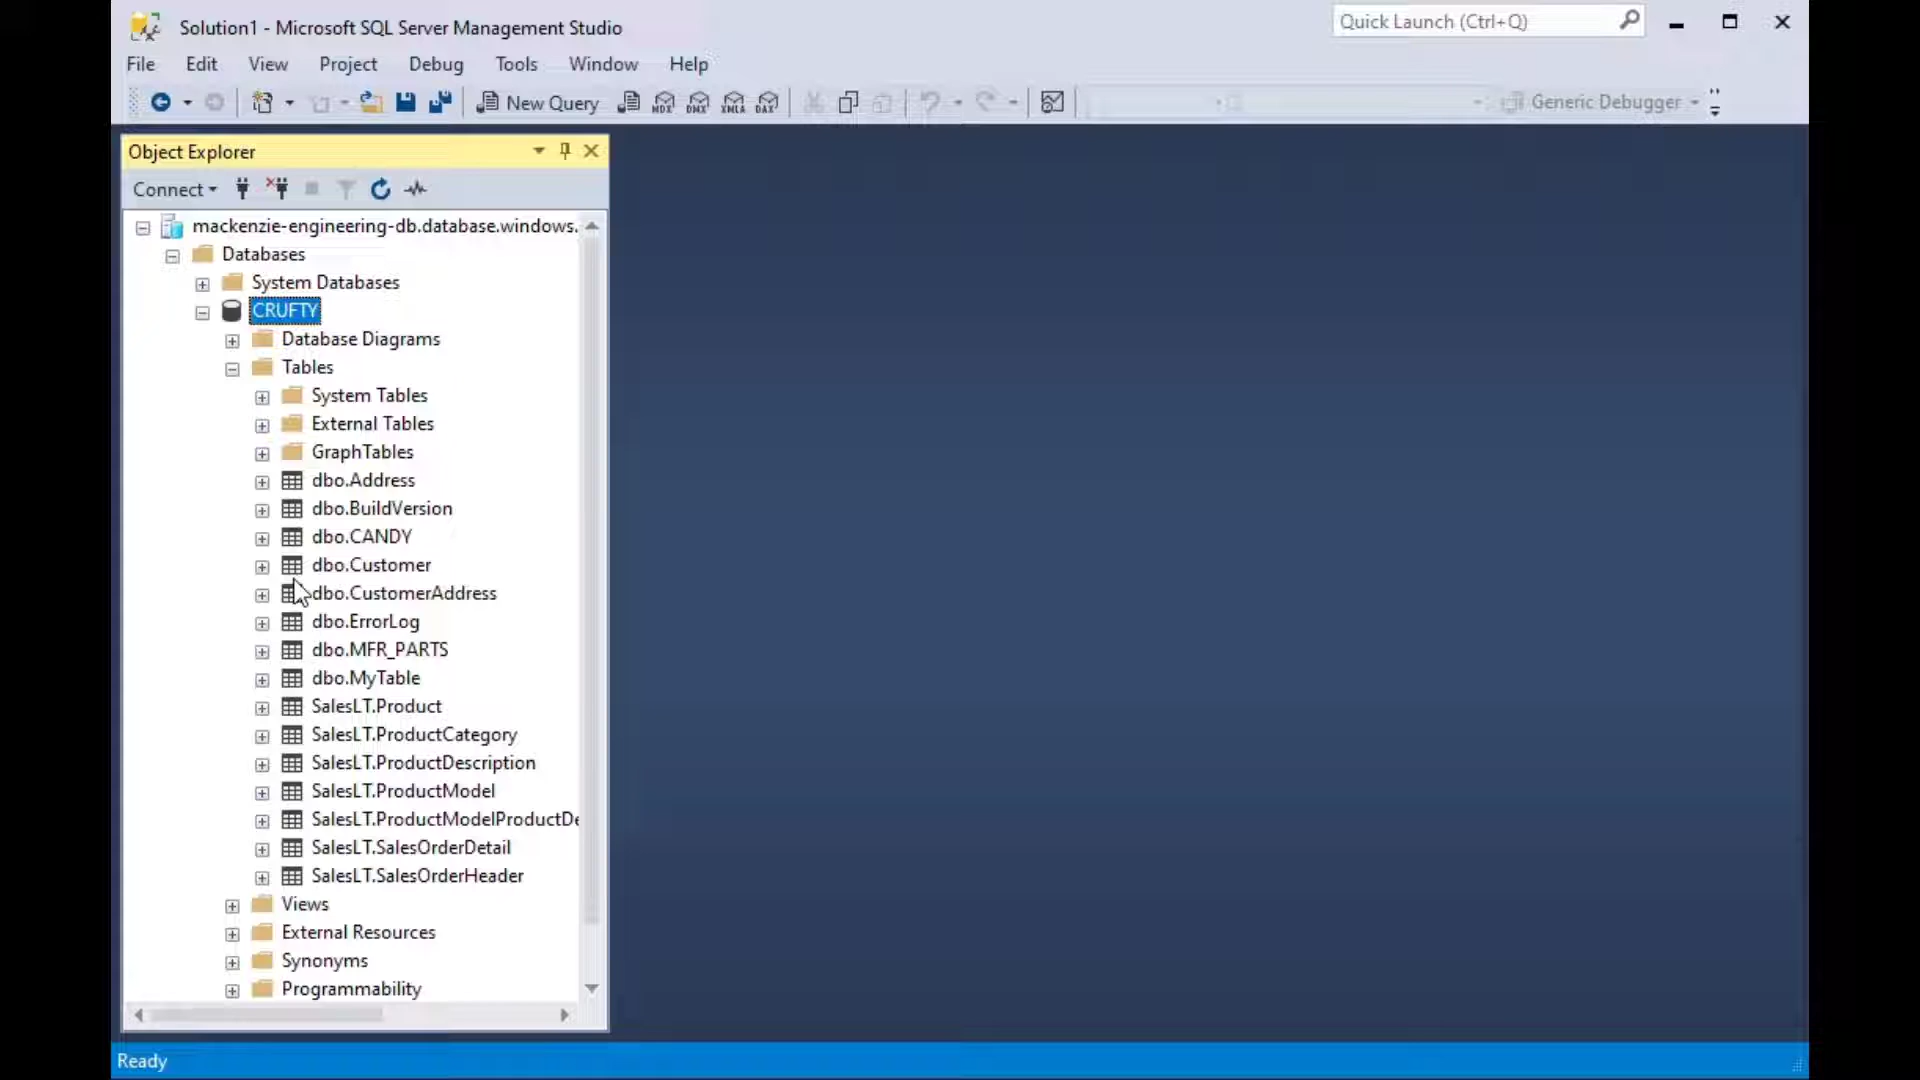 Solution1 - Microsoft SQL Server Management Studio
Quick Launch (Ctrl+Q)
File Edit View Project Debug Tools Window Help
New Query MDX DMX XMLA DAX Generic Debugger
Object Explorer
Connect
mackenzie-engineering-db.database.windows.
Databases
System Databases
CRUFTY
Database Diagrams
Tables
System Tables
External Tables
GraphTables
dbo.Address
dbo.BuildVersion
dbo.CANDY
dbo.Customer
dbo.CustomerAddress
dbo.ErrorLog
dbo.MFR_PARTS
dbo.MyTable
SalesLT.Product
SalesLT.ProductCategory
SalesLT.ProductDescription
SalesLT.ProductModel
SalesLT.ProductModelProductDe
SalesLT.SalesOrderDetail
SalesLT.SalesOrderHeader
Views
External Resources
Synonyms
Programmability
Ready